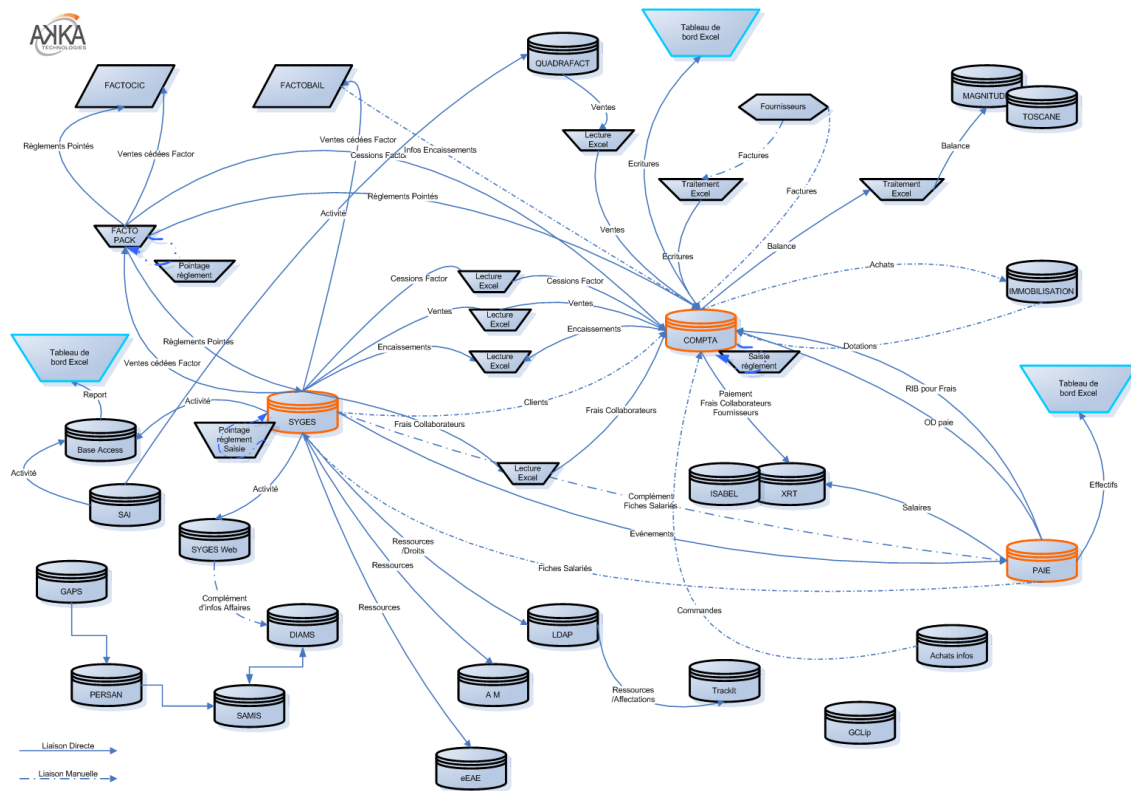 AKKA
TECHNOLOGIES
FACTOCIC
FACTOBAIL
QUADRAFACT
Tableau de
bord Excel
MAGNITUDE
TOSCANE
Fournisseurs
Ventes
Lecture
Excel
Règlements Pointés
Ventes cédées Factor
Ventes cédées Factor
Cessions Factor
Infos Encaissements
Ecritures
Factures
Balance
Traitement
Excel
Traitement
Excel
Factures
Activité
Règlements Pointés
FACTO
PACK
Pointage
réglement
Ventes
Ecritures
Balance
Achats
Cessions Factor
Lecture
Excel
Cessions Factor
IMMOBILISATION
Ventes
Lecture
Excel
Ventes
Encaissements
COMPTA
Règlements Pointés
Ventes cédées Factor
Encaissements
Lecture
Excel
Saisie
règlement
Dotations
Tableau de
bord Excel
Report
Activité
SYGES
Clients
Paiement
Frais Collaborateurs
Fournisseurs
RIB pour Frais
Tableau de
bord Excel
OD paie
Base Access
Pointage
réglement
Saisie
Frais Collaborateurs
Frais Collaborateurs
Activité
Lecture
Excel
ISABEL
XRT
Effectifs
SAI
Activité
Complément
Fiches Salariés
Salaires
SYGES Web
Ressources
/Droits
Ressources
Evénements
PAIE
Fiches Salariés
GAPS
Complément
d'infos Affaires
Ressources
Commandes
DIAMS
LDAP
Achats infos
PERSAN
SAMIS
A M
Ressources
/Affectations
TrackIt
GCLip
Liaison Directe
Liaison Manuelle
eEAE